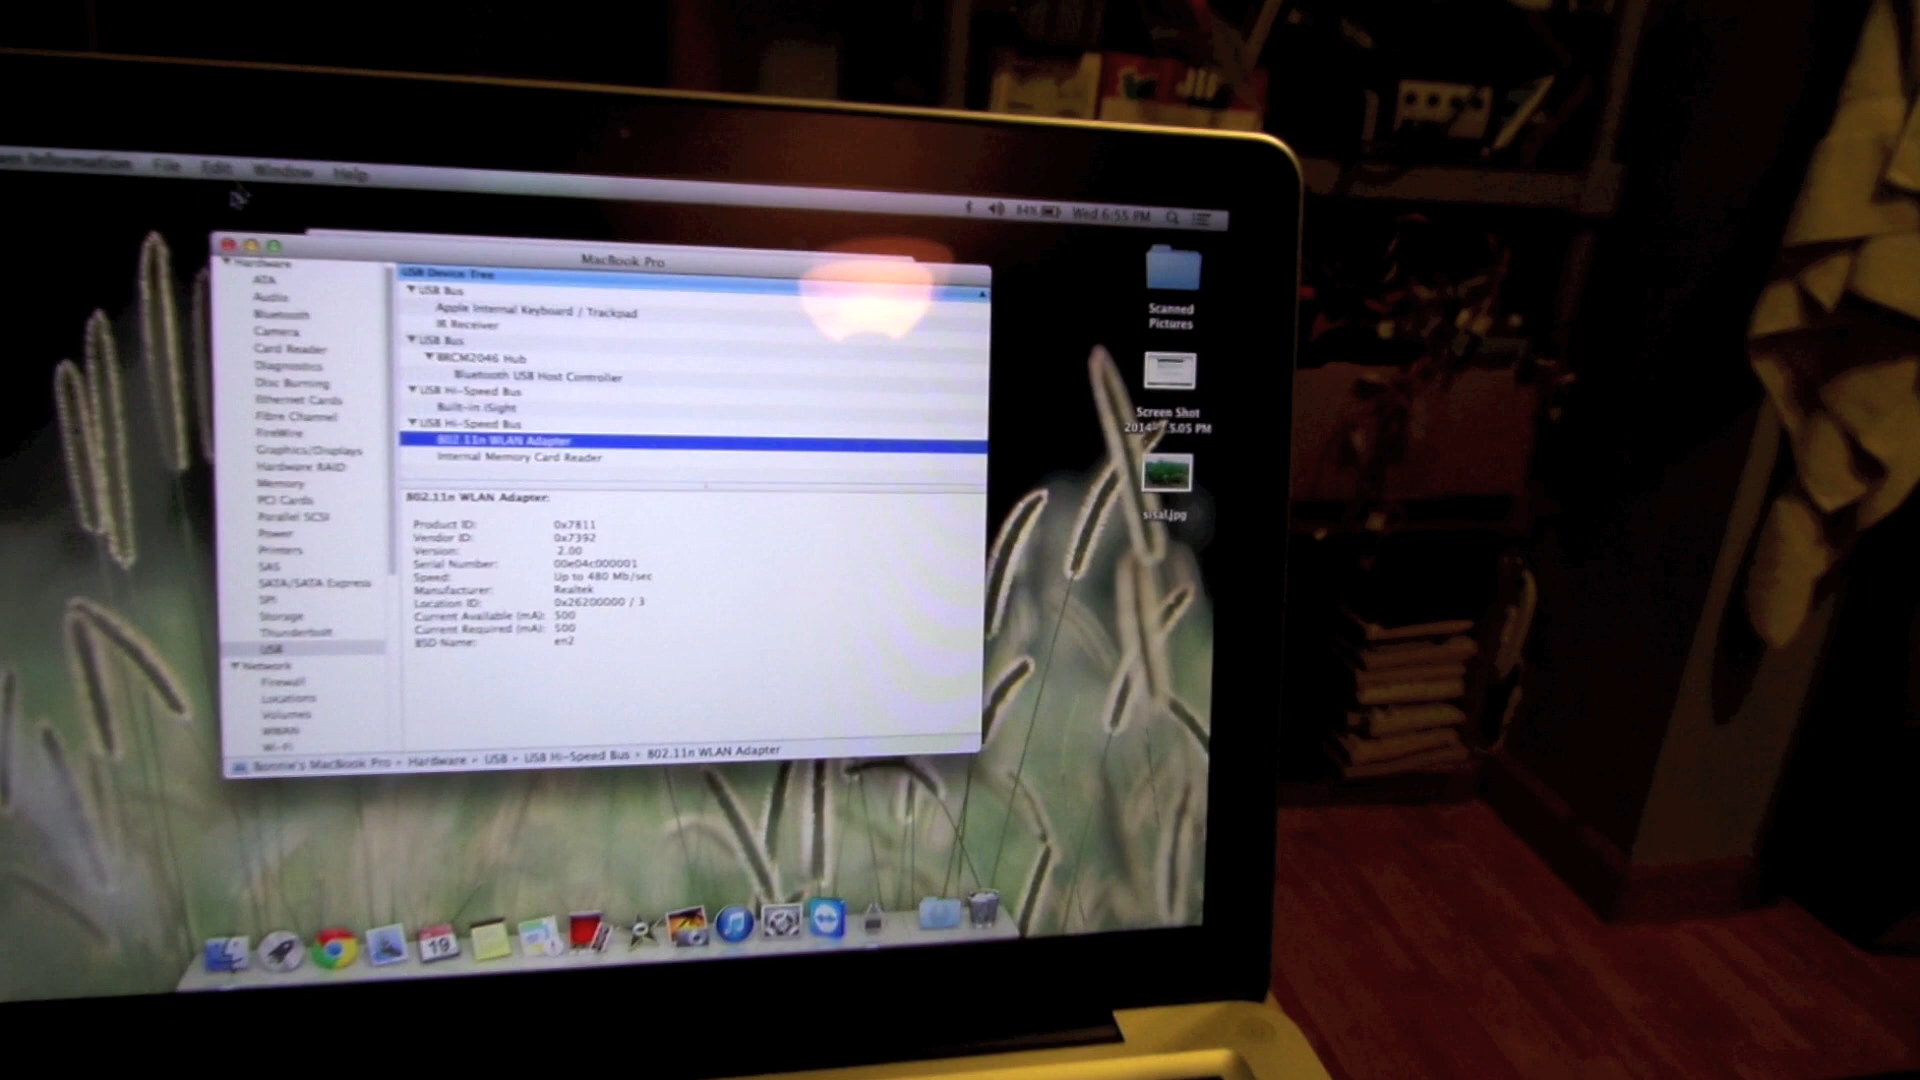 Information File Edit Window Help
84% Wed 6:55 PM
MacBook Pro
Hardware
ATA
Audio
Bluetooth
Camera
Card Reader
Diagnostics
Disc Burning
Ethernet Cards
Fibre Channel
FireWire
Graphics/Displays
Hardware RAID
Memory
PCI Cards
Parallel SCSI
Power
Printers
SAS
SATA/SATA Express
SPI
Storage
Thunderbolt
USB
Network
Firewall
Locations
Volumes
WWAN
Wi-Fi
USB Device Tree
USB Bus
Apple Internal Keyboard / Trackpad
IR Receiver
USB Bus
BRCM2046 Hub
Bluetooth USB Host Controller
USB Hi-Speed Bus
Built-in iSight
USB Hi-Speed Bus
802.11n WLAN Adapter
Internal Memory Card Reader
802.11n WLAN Adapter:
Product ID: 0x7811
Vendor ID: 0x7392
Version: 2.00
Serial Number: 00e04c000001
Speed: Up to 480 Mb/sec
Manufacturer: Realtek
Location ID: 0x26200000 / 3
Current Available (mA): 500
Current Required (mA): 500
BSD Name: en2
Bonnie's MacBook Pro ▸ Hardware ▸ USB ▸ USB Hi-Speed Bus ▸ 802.11n WLAN Adapter
Scanned
Pictures
Screen Shot
2014 5.05 PM
sisal.jpg
19
JIF